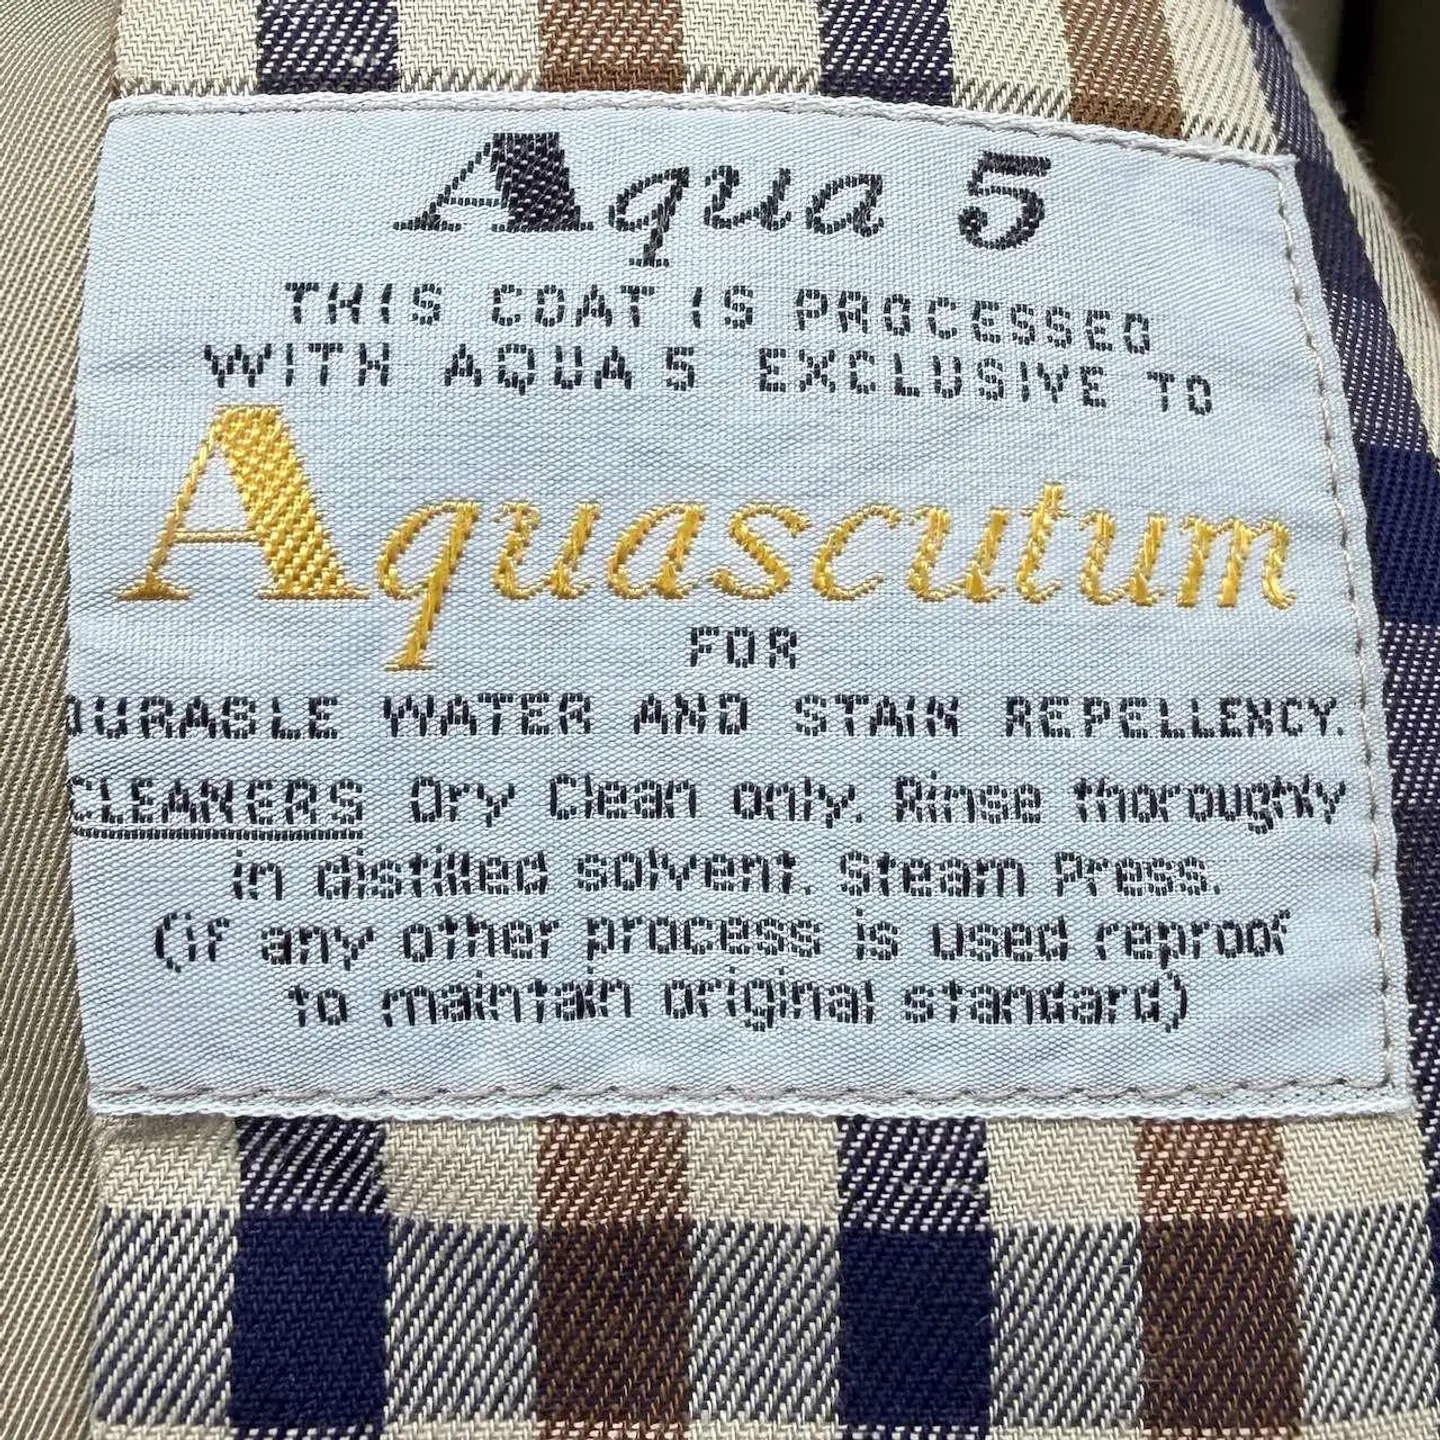 Aqua 5
THIS COAT IS PROCESSED
WITH AQUA 5 EXCLUSIVE TO
Aquascutum
FOR
DURABLE WATER AND STAIN REPELLENCY.
CLEANERS Dry Clean only. Rinse thoroughly
in distilled solvent. Steam Press.
(if any other process is used reproof
to maintain original standard)